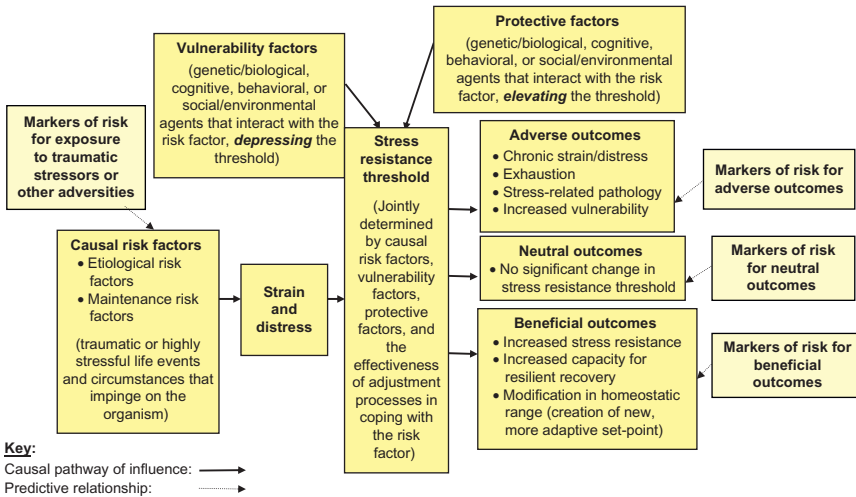 Vulnerability factors
(genetic/biological,
cognitive, behavioral, or
social/environmental
agents that interact with the
risk factor, depressing the
threshold)
Protective factors
(genetic/biological, cognitive,
behavioral, or social/environmental
agents that interact with the risk
factor, elevating the threshold)
Markers of risk
for exposure
to traumatic
stressors or
other adversities
Causal risk factors
• Etiological risk
factors
• Maintenance risk
factors
(traumatic or highly
stressful life events
and circumstances that
impinge on the
organism)
Strain
and
distress
Stress
resistance
threshold
(Jointly
determined
by causal
risk factors,
vulnerability
factors,
protective
factors, and
the
effectiveness
of adjustment
processes in
coping with
the risk
factor)
Adverse outcomes
• Chronic strain/distress
• Exhaustion
• Stress-related pathology
• Increased vulnerability
Markers of risk for
adverse outcomes
Neutral outcomes
• No significant change in
stress resistance threshold
Markers of risk
for neutral
outcomes
Beneficial outcomes
• Increased stress resistance
• Increased capacity for
resilient recovery
• Modification in homeostatic
range (creation of new,
more adaptive set-point)
Markers of risk for
beneficial
outcomes
Key:
Causal pathway of influence:
Predictive relationship: